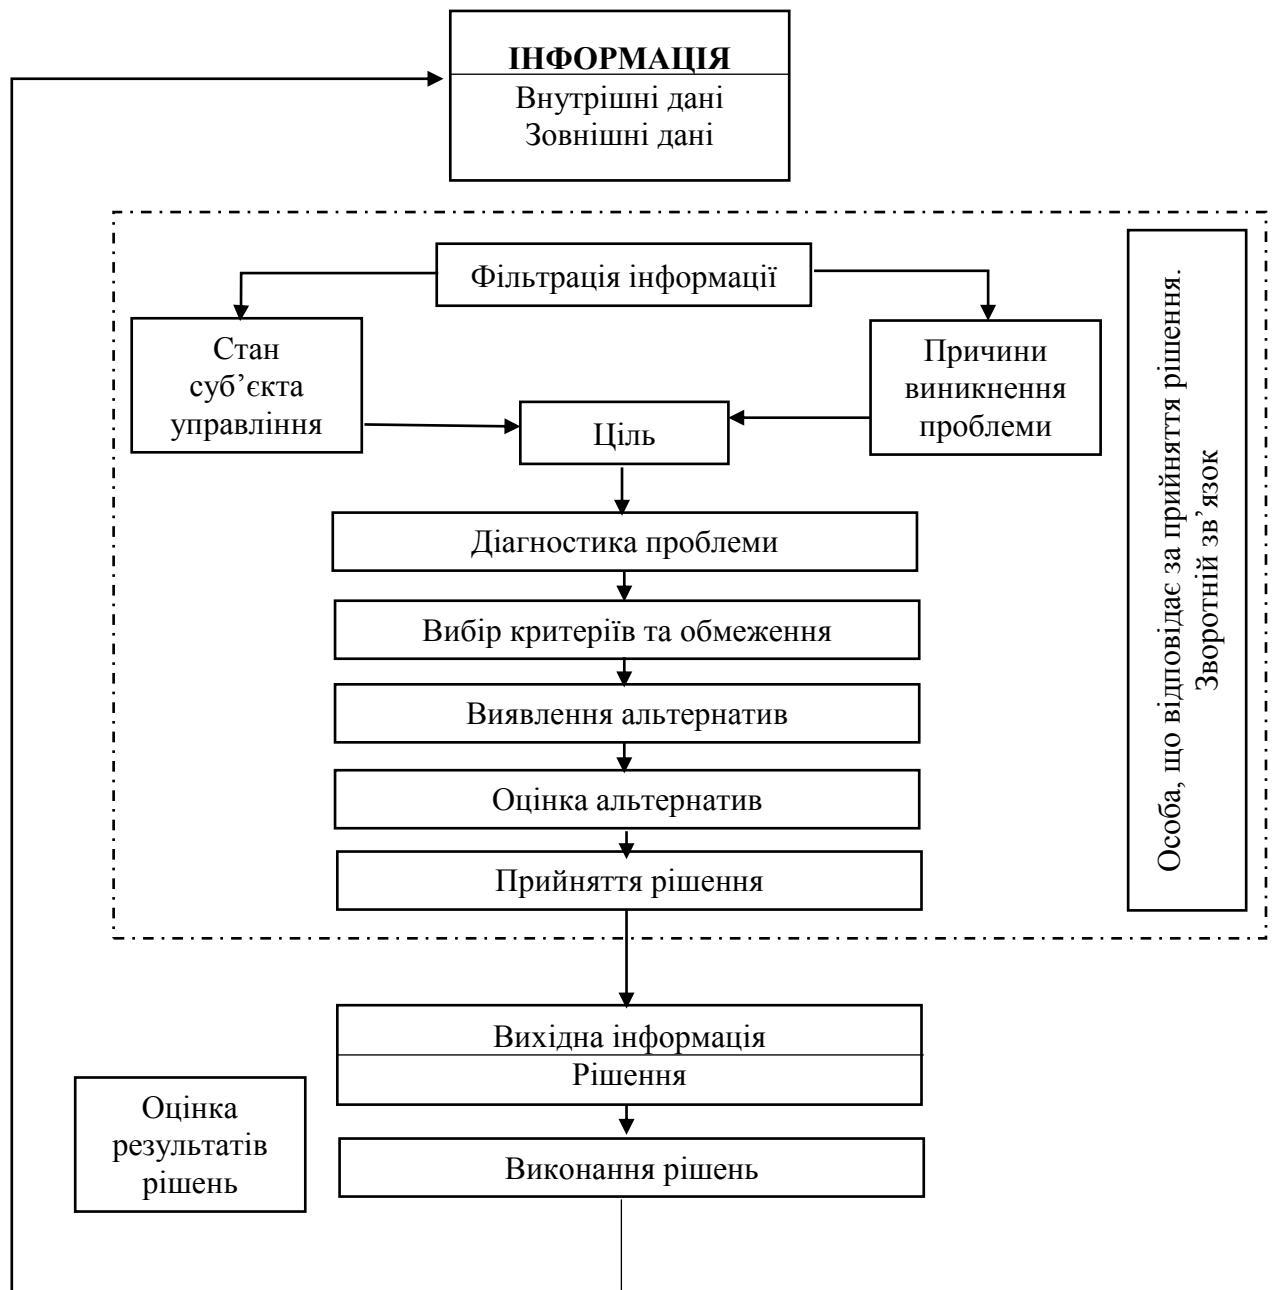 ІНФОРМАЦІЯ
Внутрішні дані
Зовнішні дані
Фільтрація інформації
Стан
суб’єкта
управління
Причини
виникнення
проблеми
Ціль
Діагностика проблеми
Вибір критеріїв та обмеження
Виявлення альтернатив
Оцінка альтернатив
Прийняття рішення
Особа, що відповідає за прийняття рішення.
Зворотній зв’язок
Вихідна інформація
Рішення
Оцінка
результатів
рішень
Виконання рішень